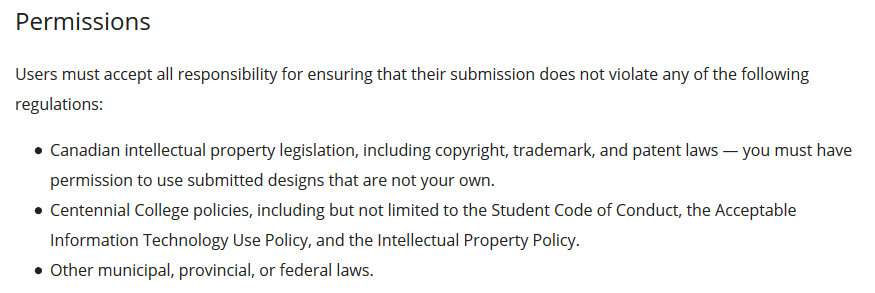 Permissions
Users must accept all responsibility for ensuring that their submission does not violate any of the following
regulations:
● Canadian intellectual property legislation, including copyright, trademark, and patent laws — you must have
permission to use submitted designs that are not your own.
● Centennial College policies, including but not limited to the Student Code of Conduct, the Acceptable
Information Technology Use Policy, and the Intellectual Property Policy.
● Other municipal, provincial, or federal laws.